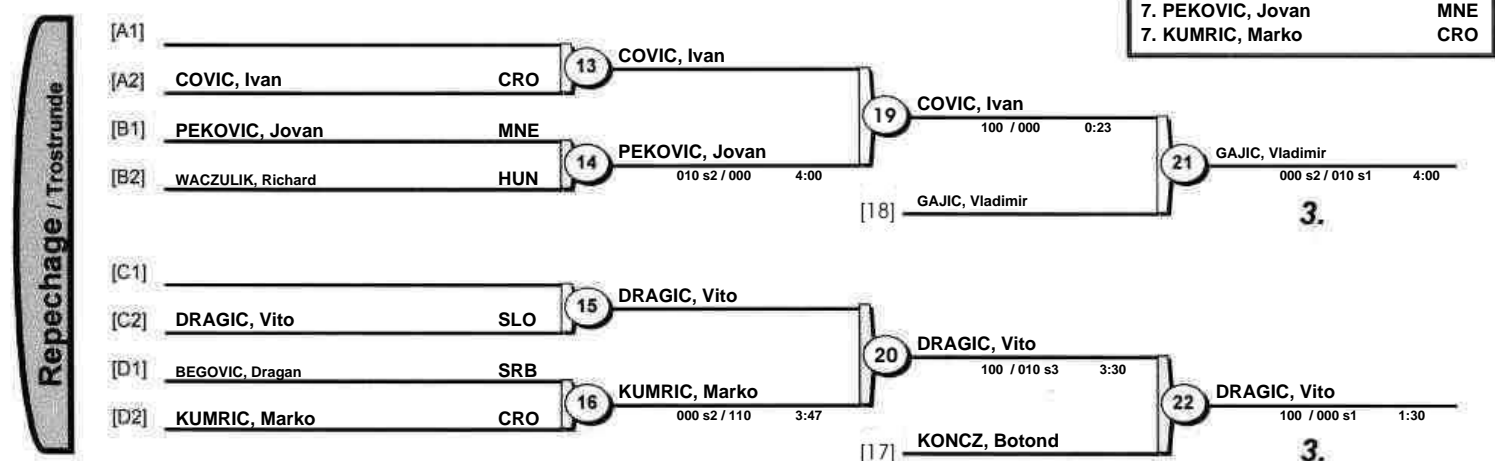 7. PEKOVIC, Jovan MNE
7. KUMRIC, Marko CRO
Repechage / Trostrunde
[A1]
[A2] COVIC, Ivan CRO
13 COVIC, Ivan
[B1] PEKOVIC, Jovan MNE
[B2] WACZULIK, Richard HUN
14 PEKOVIC, Jovan
010 s2 / 000 4:00
19 COVIC, Ivan
100 / 000 0:23
[18] GAJIC, Vladimir
21 GAJIC, Vladimir
000 s2 / 010 s1 4:00
3.
[C1]
[C2] DRAGIC, Vito SLO
15 DRAGIC, Vito
[D1] BEGOVIC, Dragan SRB
[D2] KUMRIC, Marko CRO
16 KUMRIC, Marko
000 s2 / 110 3:47
20 DRAGIC, Vito
100 / 010 s3 3:30
[17] KONCZ, Botond
22 DRAGIC, Vito
100 / 000 s1 1:30
3.